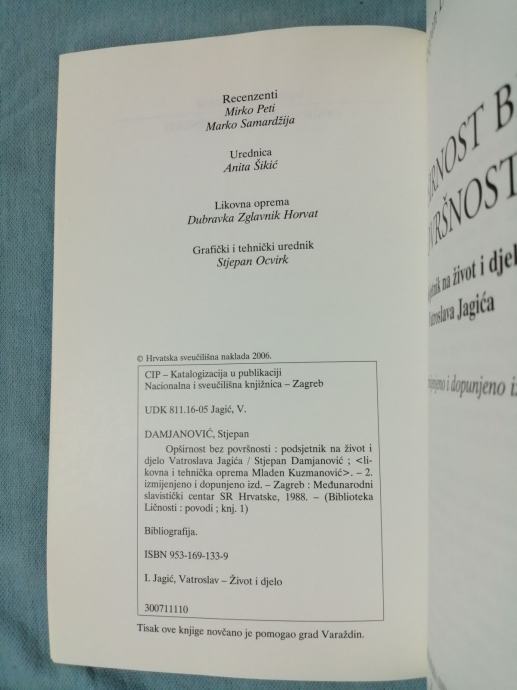 Recenzenti
Mirko Peti
Marko Samardžija
Urednica
Anita Šikić
Likovna oprema
Dubravka Zglavnik Horvat
Grafički i tehnički urednik
Stjepan Ocvirk
© Hrvatska sveučilišna naklada 2006.
CIP – Katalogizacija u publikaciji
Nacionalna i sveučilišna knjižnica – Zagreb
UDK 811.16-05 Jagić, V.
DAMJANOVIĆ, Stjepan
Opširnost bez površnosti : podsjetnik na život i
djelo Vatroslava Jagića / Stjepan Damjanović ; <li-
kovna i tehnička oprema Mladen Kuzmanović>. – 2.
izmijenjeno i dopunjeno izd. – Zagreb : Međunarodni
slavistički centar SR Hrvatske, 1988. – (Biblioteka
Ličnosti : povodi ; knj. 1)
Bibliografija.
ISBN 953-169-133-9
I. Jagić, Vatroslav – Život i djelo
300711110
Tisak ove knjige novčano je pomogao grad Varaždin.
na život i
Jagića
i dopunjeno